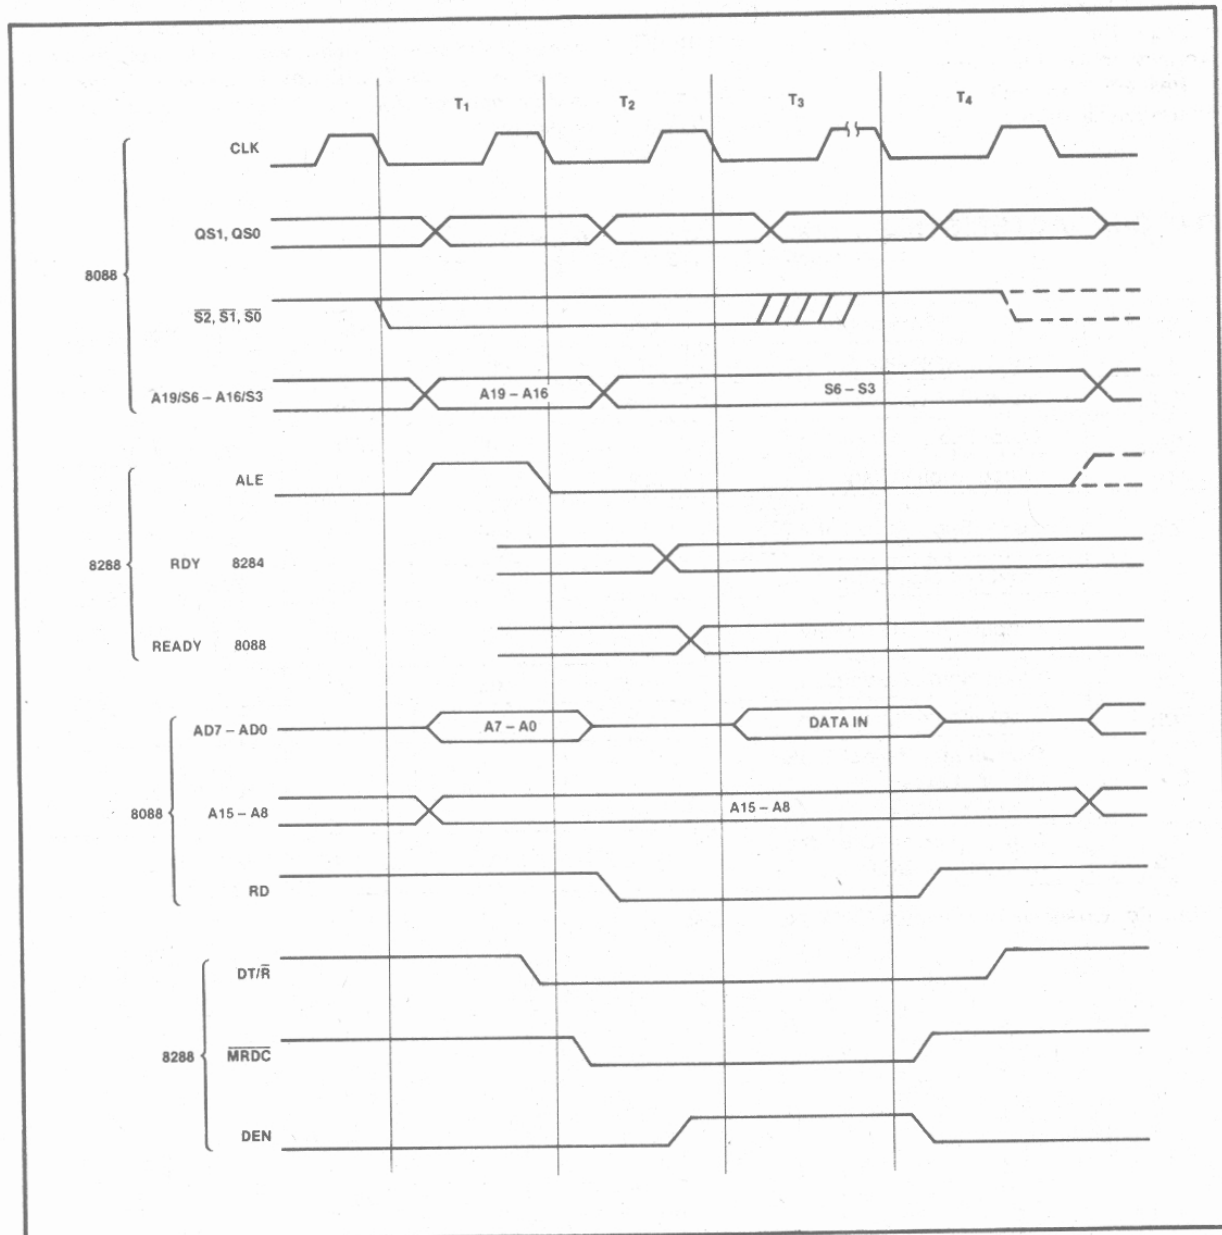 T1 T2 T3 T4
CLK
QS1, QS0
8088
S2, S1, S0
A19/S6 – A16/S3 A19 – A16 S6 – S3
ALE
8288 RDY 8284
READY 8088
AD7 – AD0 A7 – A0 DATA IN
8088 A15 – A8 A15 – A8
RD
DT/R
8288 MRDC
DEN